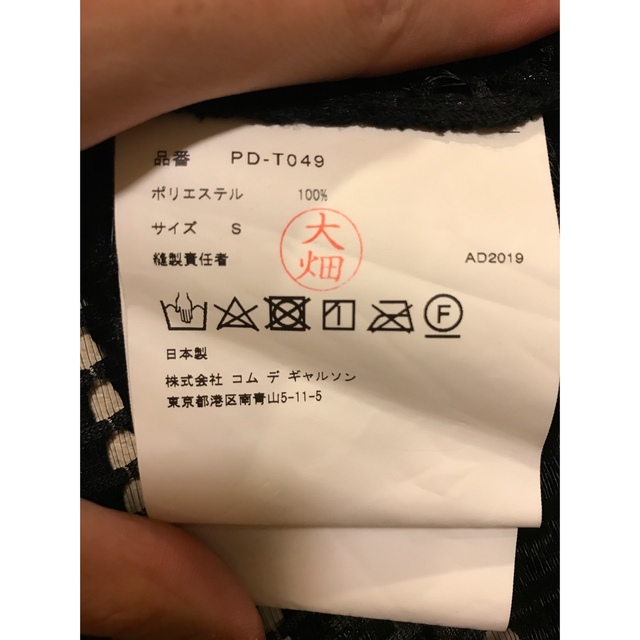 品番 PD-T049
ポリエステル 100%
サイズ S
大畑
縫製責任者 AD2019
F
日本製
株式会社 コム デ ギャルソン
東京都港区南青山5-11-5